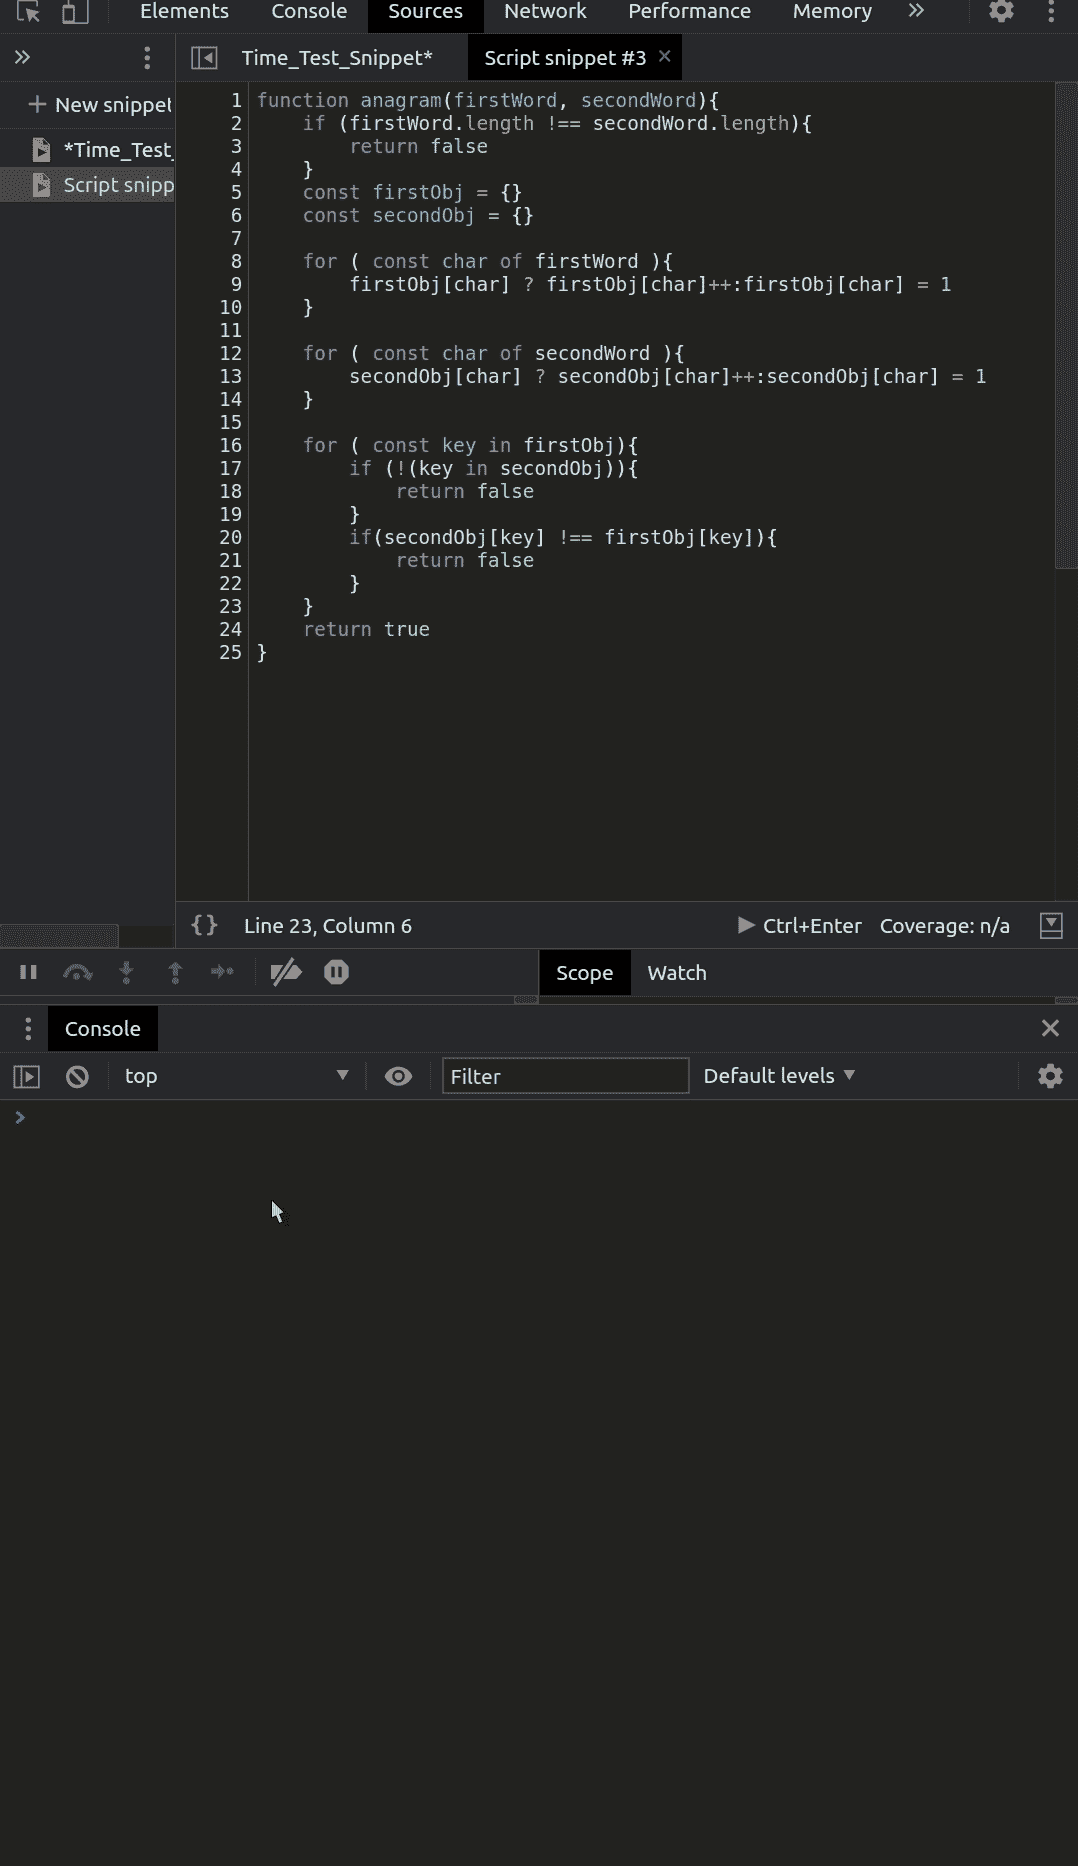 Elements Console Sources Network Performance Memory »
Time_Test_Snippet* Script snippet #3 ×
+ New snippet
*Time_Test_
Script snipp
1 function anagram(firstWord, secondWord){
2     if (firstWord.length !== secondWord.length){
3         return false
4     }
5     const firstObj = {}
6     const secondObj = {}
7
8     for ( const char of firstWord ){
9         firstObj[char] ? firstObj[char]++:firstObj[char] = 1
10     }
11
12     for ( const char of secondWord ){
13         secondObj[char] ? secondObj[char]++:secondObj[char] = 1
14     }
15
16     for ( const key in firstObj){
17         if (!(key in secondObj)){
18             return false
19         }
20         if(secondObj[key] !== firstObj[key]){
21             return false
22         }
23     }
24     return true
25 }
{} Line 23, Column 6 Ctrl+Enter Coverage: n/a
Scope Watch
Console
top Filter Default levels
>